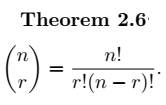 Theorem 2.6
(n r) = n! / r!(n − r)!.